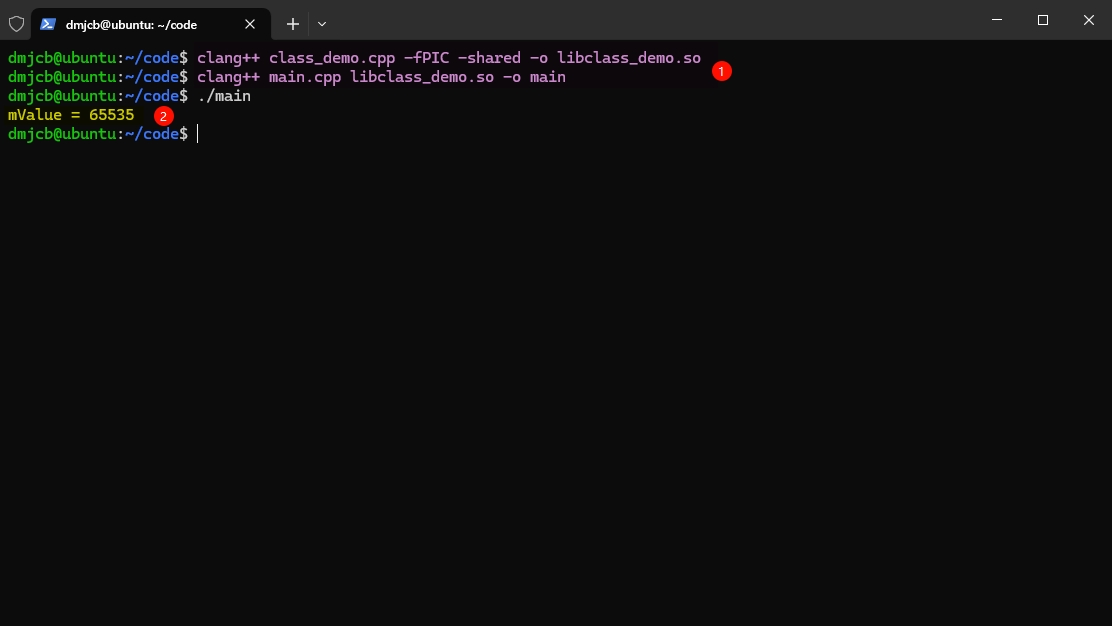 dmjcb@ubuntu: ~/code
dmjcb@ubuntu:~/code$ clang++ class_demo.cpp -fPIC -shared -o libclass_demo.so
1
dmjcb@ubuntu:~/code$ clang++ main.cpp libclass_demo.so -o main
dmjcb@ubuntu:~/code$ ./main
mValue = 65535 2
dmjcb@ubuntu:~/code$